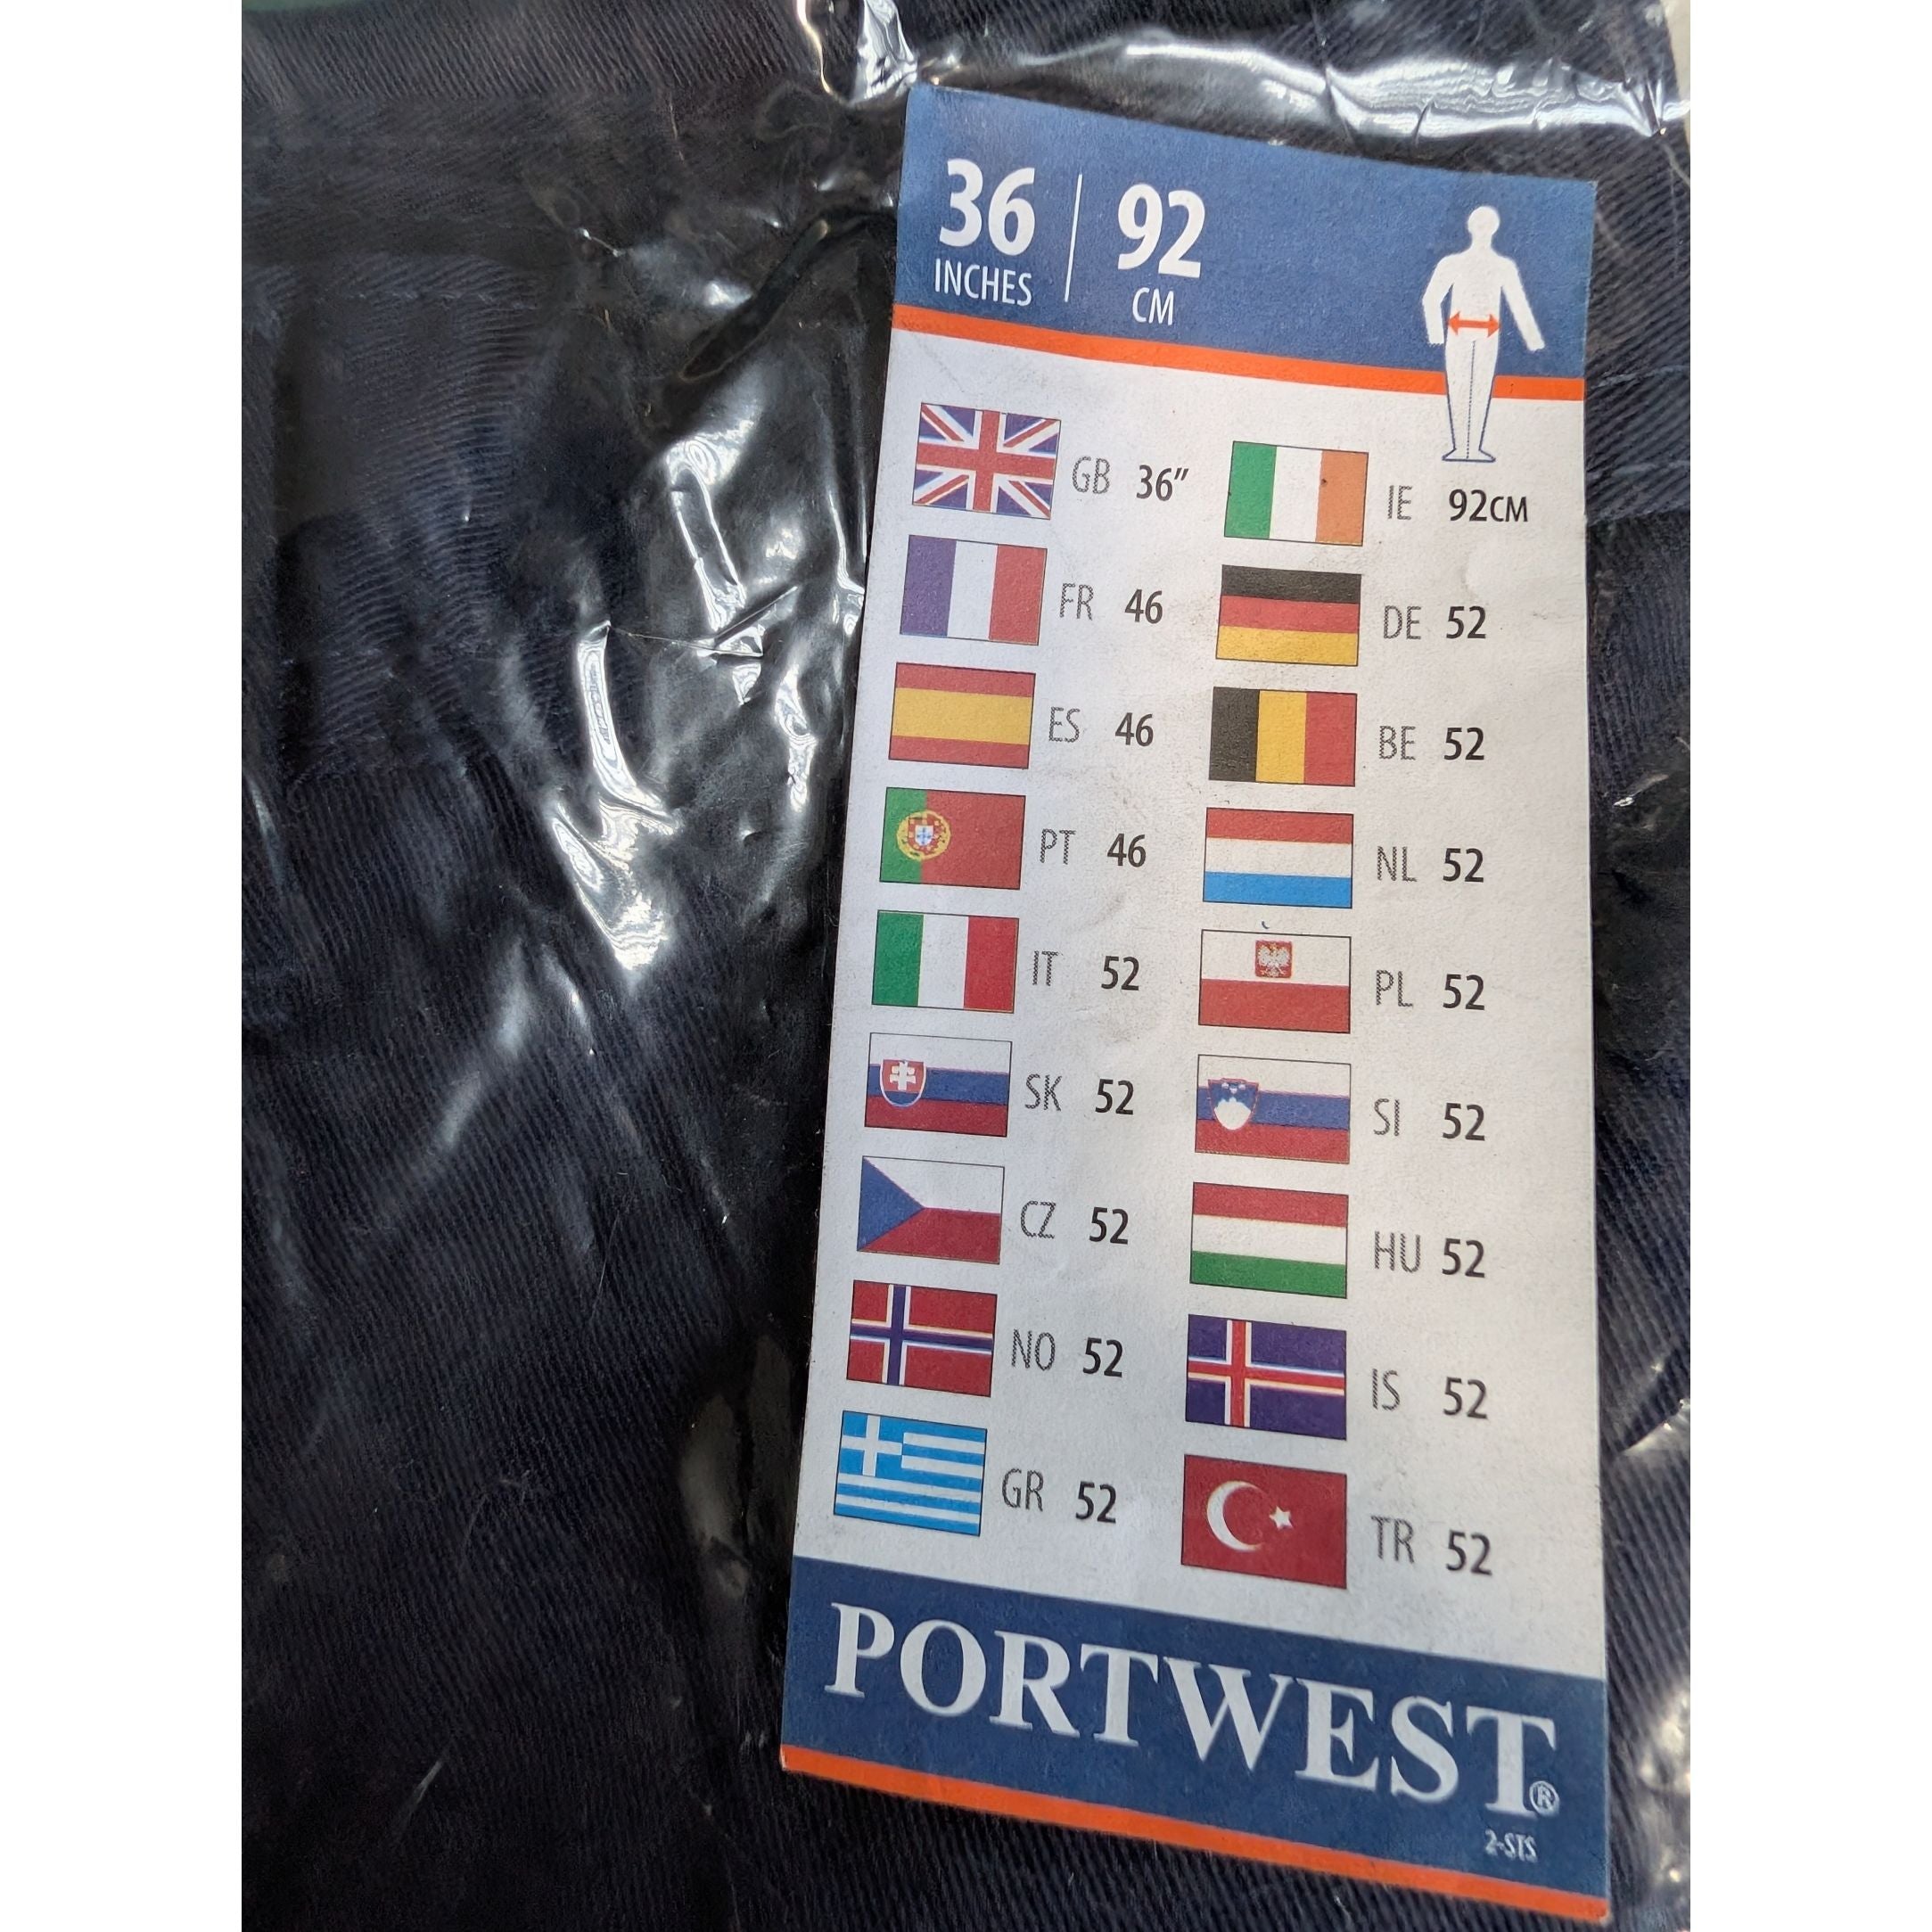 36 | 92
INCHES CM
GB 36" IE 92CM
FR 46 DE 52
ES 46 BE 52
PT 46 NL 52
IT 52 PL 52
SK 52 SI 52
CZ 52 HU 52
NO 52 IS 52
GR 52 TR 52
PORTWEST®
2-STS